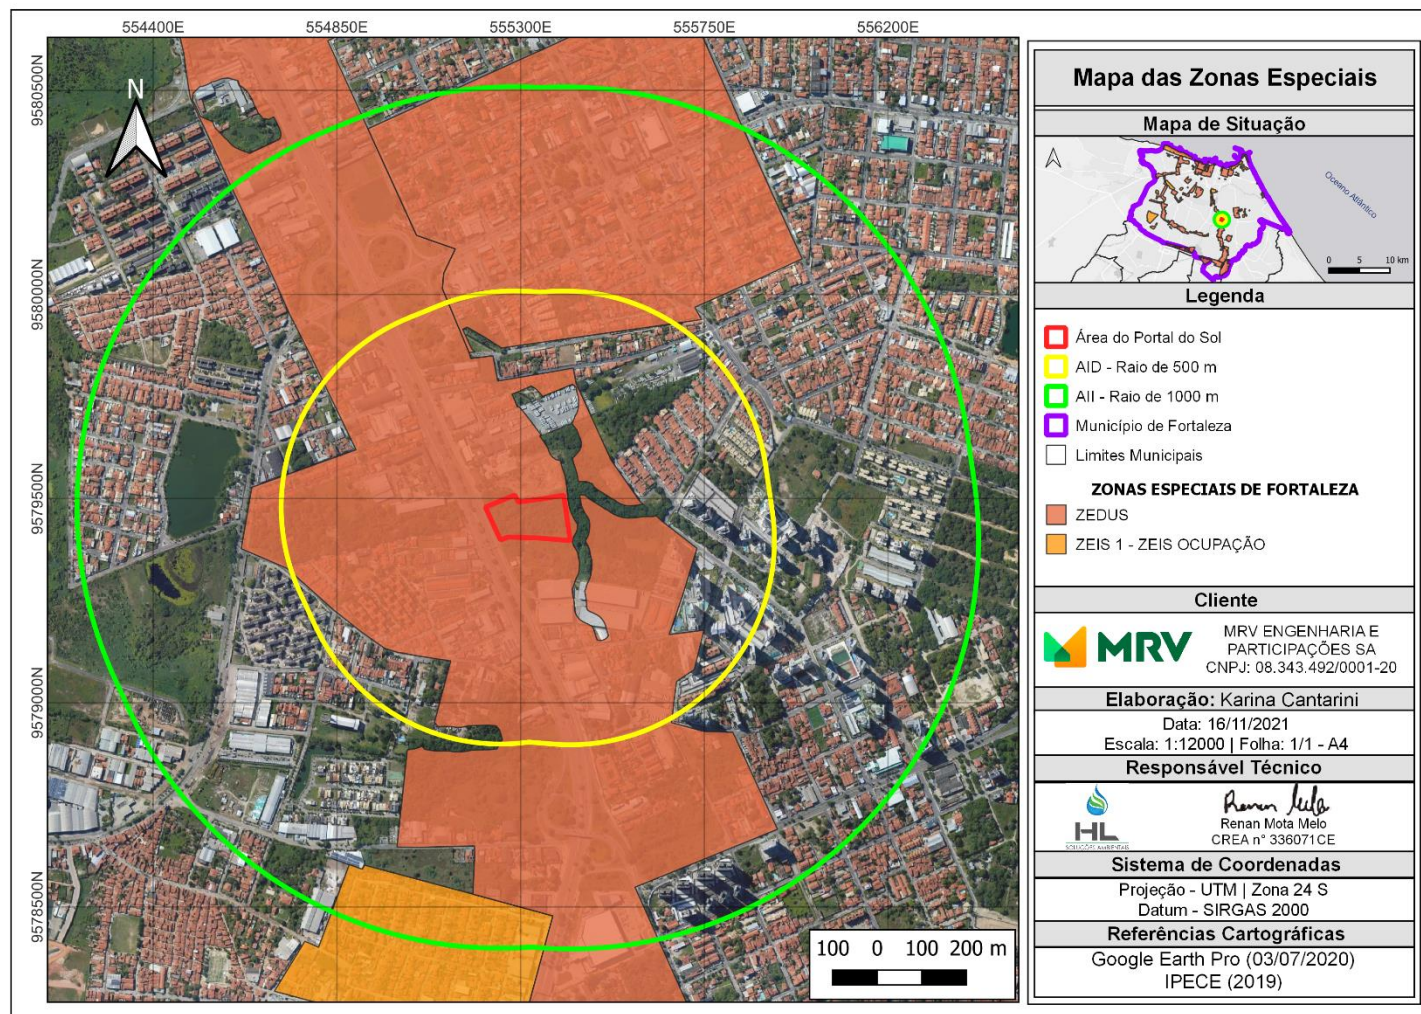 554400E 554850E 555300E 555750E 556200E
9580500N
9580000N
9579500N
9579000N
9578500N
N
100 0 100 200 m
Mapa das Zonas Especiais
Mapa de Situação
Oceano Atlântico
0 5 10 km
Legenda
Área do Portal do Sol
AID - Raio de 500 m
AII - Raio de 1000 m
Município de Fortaleza
Limites Municipais
ZONAS ESPECIAIS DE FORTALEZA
ZEDUS
ZEIS 1 - ZEIS OCUPAÇÃO
Cliente
MRV
MRV ENGENHARIA E
PARTICIPAÇÕES SA
CNPJ: 08.343.492/0001-20
Elaboração: Karina Cantarini
Data: 16/11/2021
Escala: 1:12000 | Folha: 1/1 - A4
Responsável Técnico
HL
SOLUÇÕES AMBIENTAIS
Renan Mota Melo
CREA n° 336071CE
Sistema de Coordenadas
Projeção - UTM | Zona 24 S
Datum - SIRGAS 2000
Referências Cartográficas
Google Earth Pro (03/07/2020)
IPECE (2019)